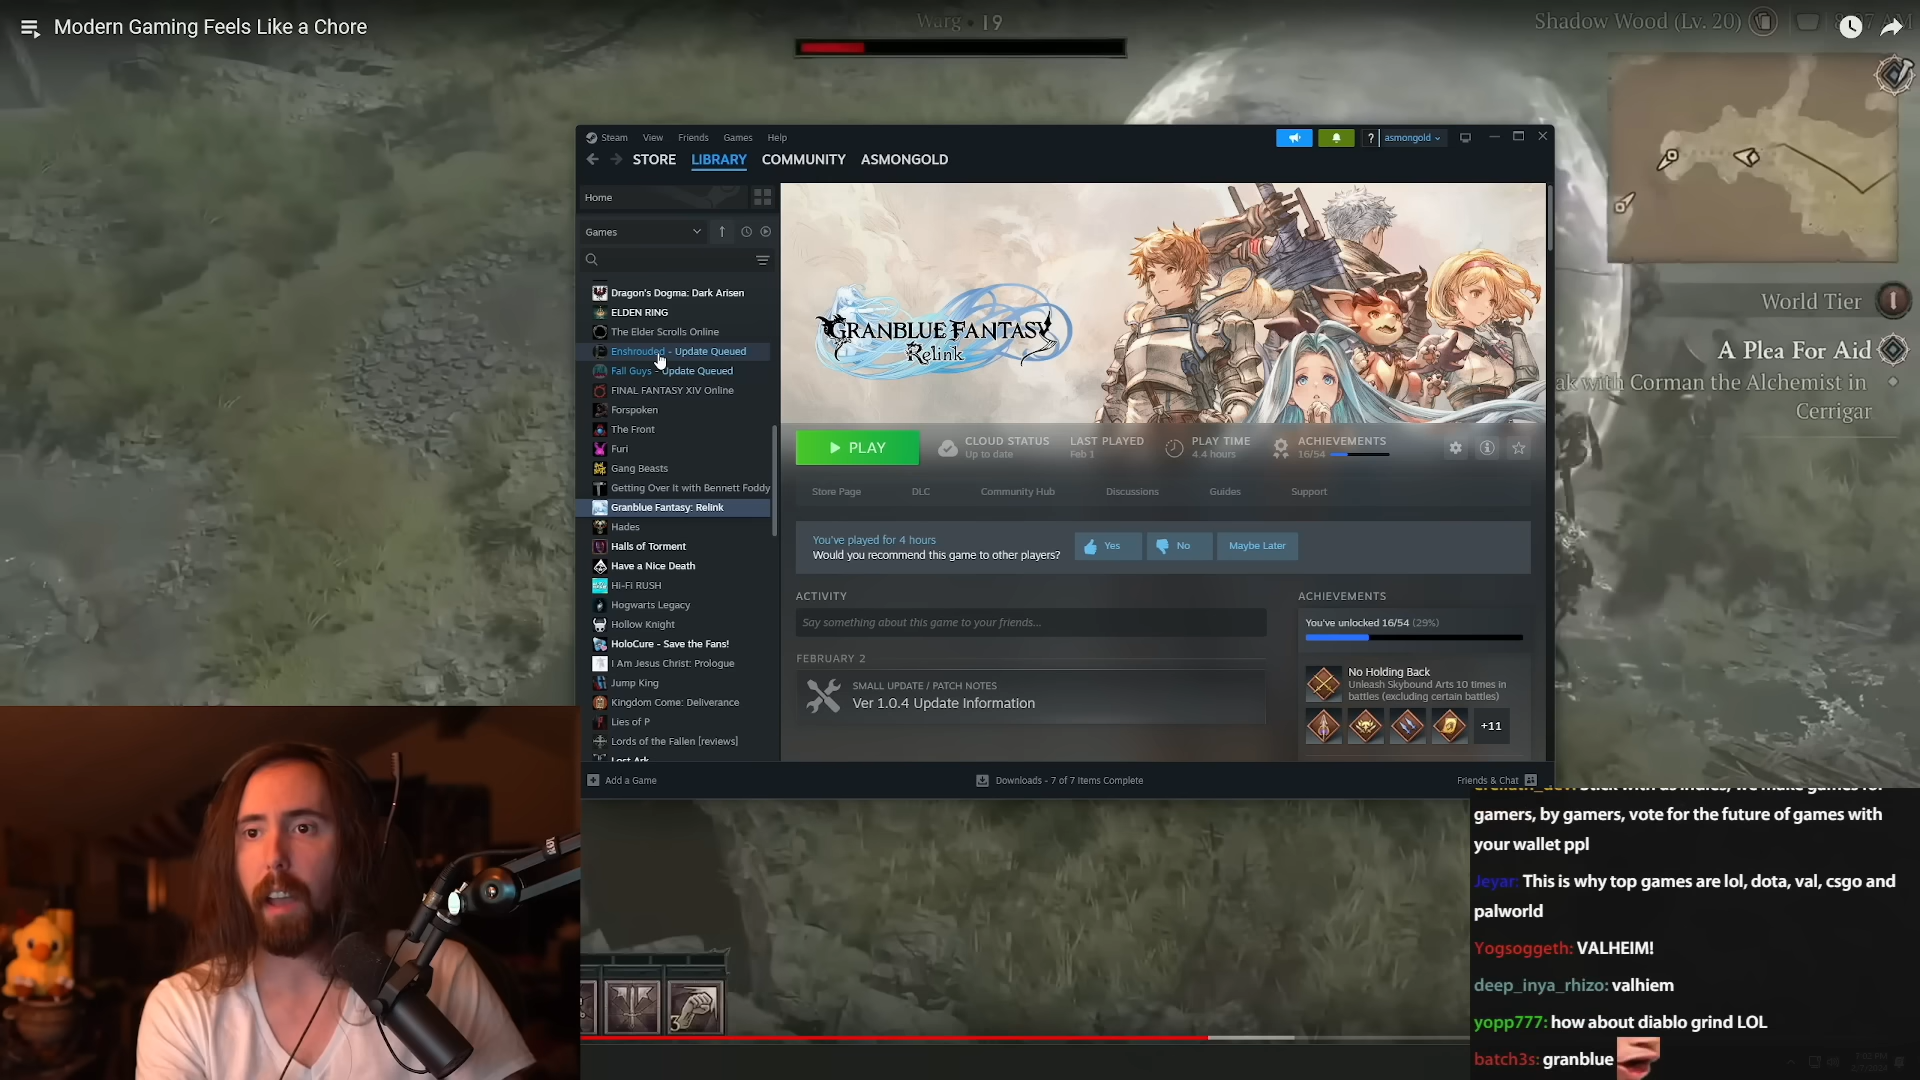 Modern Gaming Feels Like a Chore
Warg • 19
Shadow Wood (Lv. 20)
Steam View Friends Games Help
? asmongold
STORE LIBRARY COMMUNITY ASMONGOLD
Home
Games
Dragon's Dogma: Dark Arisen
ELDEN RING
The Elder Scrolls Online
Enshrouded - Update Queued
Fall Guys - Update Queued
FINAL FANTASY XIV Online
Forspoken
The Front
Furi
Gang Beasts
Getting Over It with Bennett Foddy
Granblue Fantasy: Relink
Hades
Halls of Torment
Have a Nice Death
Hi-Fi RUSH
Hogwarts Legacy
Hollow Knight
HoloCure - Save the Fans!
I Am Jesus Christ: Prologue
Jump King
Kingdom Come: Deliverance
Lies of P
Lords of the Fallen [reviews]
Lost Ark
GRANBLUE FANTASY
Relink
PLAY
CLOUD STATUS
Up to date
LAST PLAYED
Feb 1
PLAY TIME
4.4 hours
ACHIEVEMENTS
16/54
Store Page DLC Community Hub Discussions Guides Support
You've played for 4 hours
Would you recommend this game to other players?
Yes No Maybe Later
ACTIVITY
Say something about this game to your friends...
FEBRUARY 2
SMALL UPDATE / PATCH NOTES
Ver 1.0.4 Update Information
ACHIEVEMENTS
You've unlocked 16/54 (29%)
No Holding Back
Unleash Skybound Arts 10 times in
battles (excluding certain battles)
+11
Add a Game
Downloads - 7 of 7 Items Complete
Friends & Chat
World Tier I
A Plea For Aid
with Corman the Alchemist in
Cerrigar
3
Stick with us indies, we make games for
gamers, by gamers, vote for the future of games with
your wallet ppl
Jeyar: This is why top games are lol, dota, val, csgo and
palworld
Yogsoggeth: VALHEIM!
deep_inya_rhizo: valhiem
yopp777: how about diablo grind LOL
batch3s: granblue